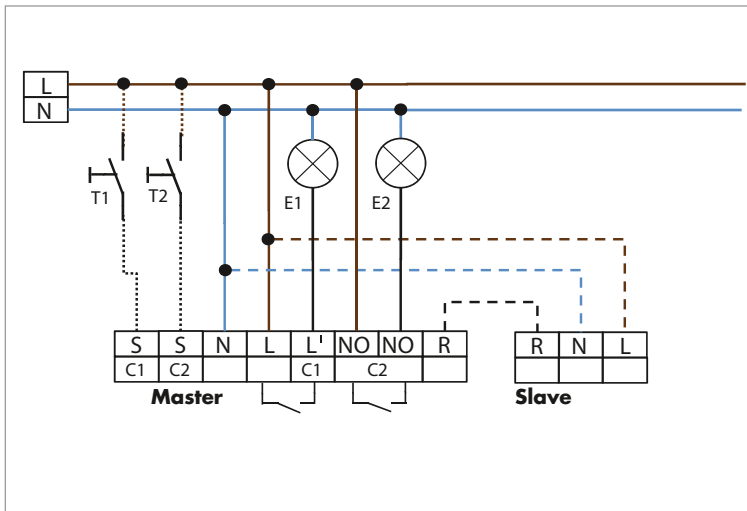 L
N
T1 T2 E1 E2
S S N L L' NO NO R
C1 C2 C1 C2
R N L
Master
Slave